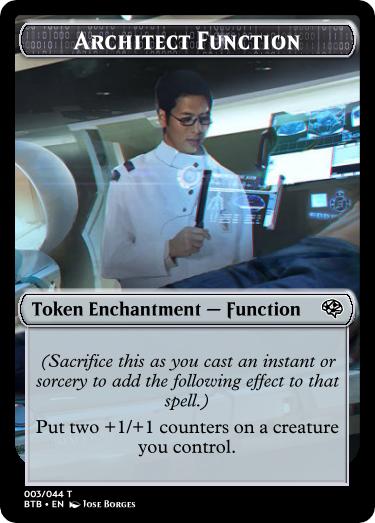 Architect Function
Token Enchantment — Function
(Sacrifice this as you cast an instant or
sorcery to add the following effect to that
spell.)
Put two +1/+1 counters on a creature
you control.
003/044 T
BTB • EN Jose Borges